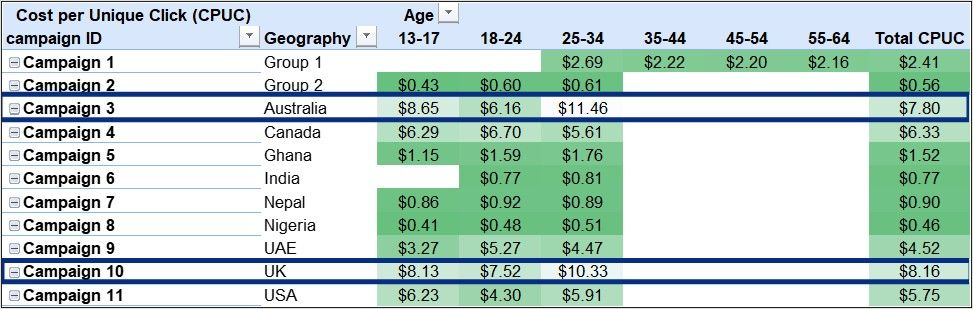 Cost per Unique Click (CPUC) Age
campaign ID Geography 13-17 18-24 25-34 35-44 45-54 55-64 Total CPUC
Campaign 1 Group 1 $2.69 $2.22 $2.20 $2.16 $2.41
Campaign 2 Group 2 $0.43 $0.60 $0.61 $0.56
Campaign 3 Australia $8.65 $6.16 $11.46 $7.80
Campaign 4 Canada $6.29 $6.70 $5.61 $6.33
Campaign 5 Ghana $1.15 $1.59 $1.76 $1.52
Campaign 6 India $0.77 $0.81 $0.77
Campaign 7 Nepal $0.86 $0.92 $0.89 $0.90
Campaign 8 Nigeria $0.41 $0.48 $0.51 $0.46
Campaign 9 UAE $3.27 $5.27 $4.47 $4.52
Campaign 10 UK $8.13 $7.52 $10.33 $8.16
Campaign 11 USA $6.23 $4.30 $5.91 $5.75